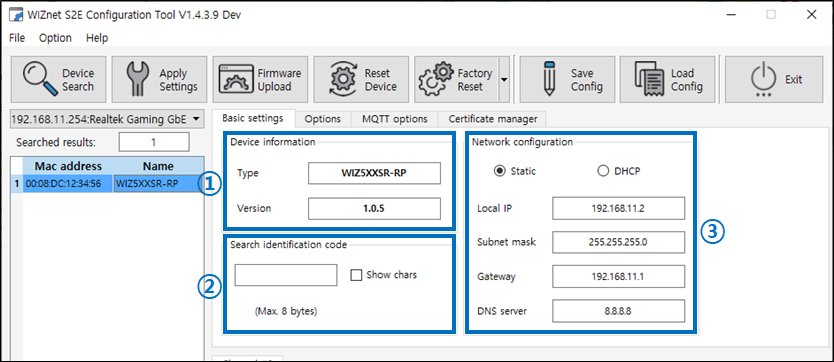 WIZnet S2E Configuration Tool V1.4.3.9 Dev
File Option Help
Device Search
Apply Settings
Firmware Upload
Reset Device
Factory Reset
Save Config
Load Config
Exit
192.168.11.254:Realtek Gaming GbE
Searched results: 1
Mac address Name
1 00:08:DC:12:34:56 WIZ5XXSR-RP
Basic settings Options MQTT options Certificate manager
Device information
Type WIZ5XXSR-RP
①
Version 1.0.5
Search identification code
② Show chars
(Max. 8 bytes)
Network configuration
Static DHCP
Local IP 192.168.11.2
③
Subnet mask 255.255.255.0
Gateway 192.168.11.1
DNS server 8.8.8.8